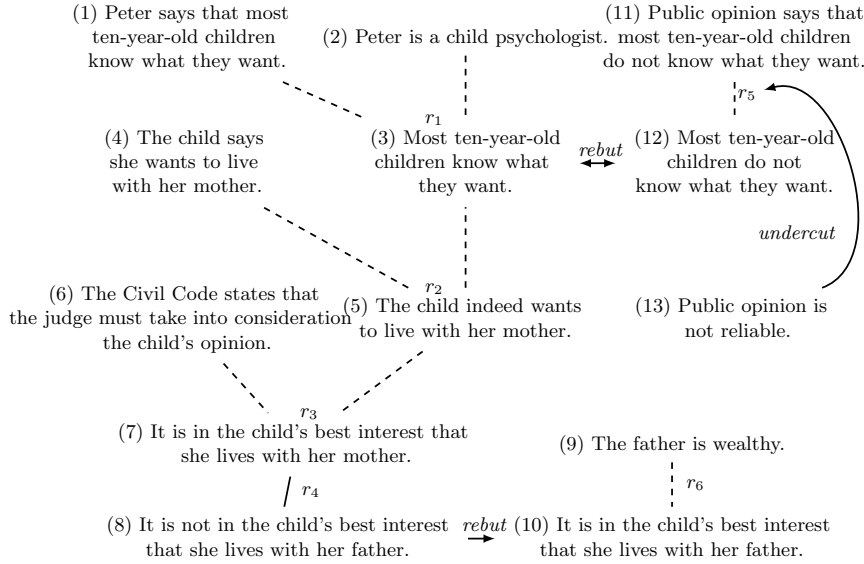 (1) Peter says that most
ten-year-old children
know what they want.
(2) Peter is a child psychologist.
(11) Public opinion says that
most ten-year-old children
do not know what they want.
r5
r1
(4) The child says
she wants to live
with her mother.
(3) Most ten-year-old
children know what
they want.
rebut
(12) Most ten-year-old
children do not
know what they want.
undercut
r2
(6) The Civil Code states that
the judge must take into consideration
the child's opinion.
(5) The child indeed wants
to live with her mother.
(13) Public opinion is
not reliable.
r3
(7) It is in the child's best interest that
she lives with her mother.
(9) The father is wealthy.
r4
r6
(8) It is not in the child's best interest
that she lives with her father.
rebut
(10) It is in the child's best interest
that she lives with her father.